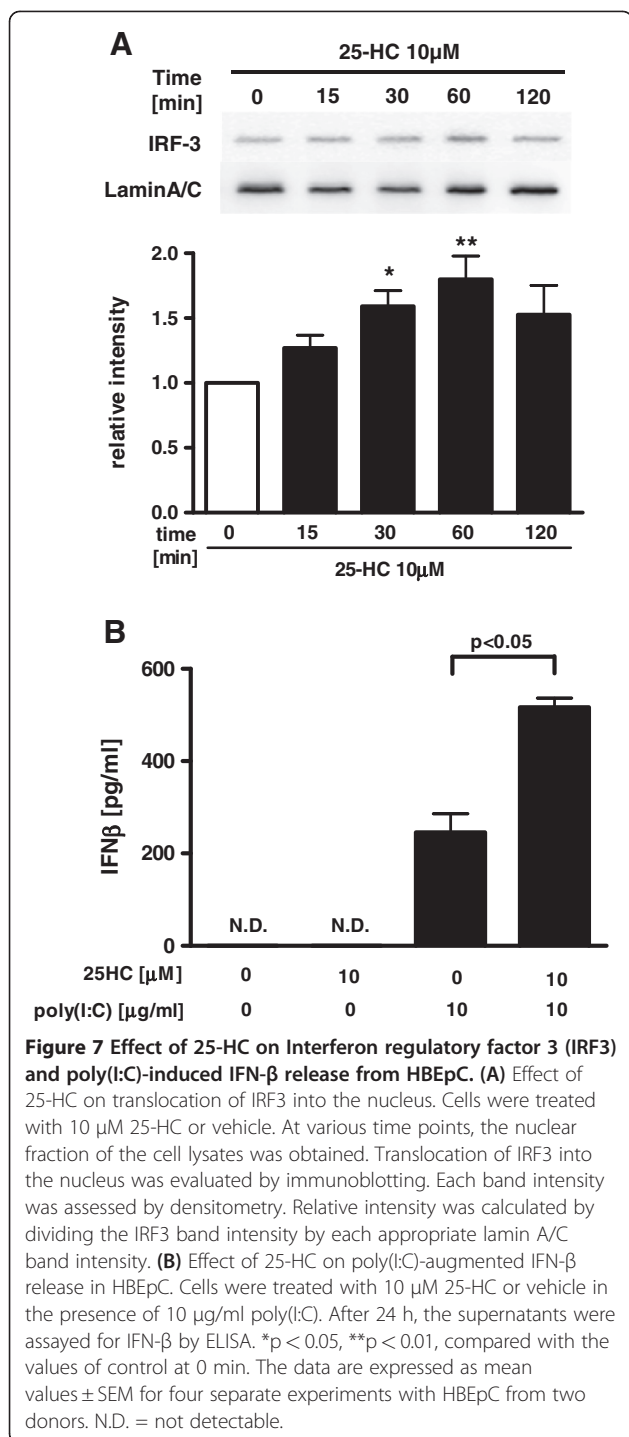 A
25-HC 10μM
Time
[min]
0 15 30 60 120
IRF-3
LaminA/C
relative intensity
2.0
1.5
1.0
0.5
0.0
* **
time
[min]
0 15 30 60 120
25-HC 10μM
B
p<0.05
IFNβ [pg/ml]
600
400
200
0
N.D. N.D.
25HC [μM] 0 10 0 10
poly(I:C) [μg/ml] 0 0 10 10
Figure 7 Effect of 25-HC on Interferon regulatory factor 3 (IRF3)
and poly(I:C)-induced IFN-β release from HBEpC. (A) Effect of
25-HC on translocation of IRF3 into the nucleus. Cells were treated
with 10 μM 25-HC or vehicle. At various time points, the nuclear
fraction of the cell lysates was obtained. Translocation of IRF3 into
the nucleus was evaluated by immunoblotting. Each band intensity
was assessed by densitometry. Relative intensity was calculated by
dividing the IRF3 band intensity by each appropriate lamin A/C
band intensity. (B) Effect of 25-HC on poly(I:C)-augmented IFN-β
release in HBEpC. Cells were treated with 10 μM 25-HC or vehicle in
the presence of 10 μg/ml poly(I:C). After 24 h, the supernatants were
assayed for IFN-β by ELISA. *p < 0.05, **p < 0.01, compared with the
values of control at 0 min. The data are expressed as mean
values ± SEM for four separate experiments with HBEpC from two
donors. N.D. = not detectable.